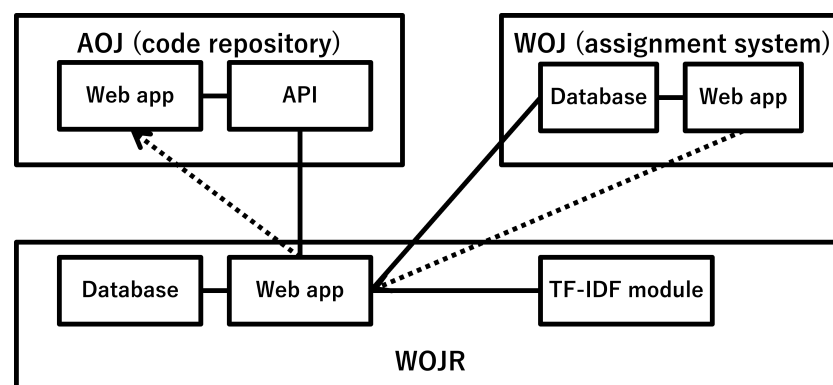 AOJ (code repository)
Web app
API
WOJ (assignment system)
Database
Web app
Database
Web app
TF-IDF module
WOJR